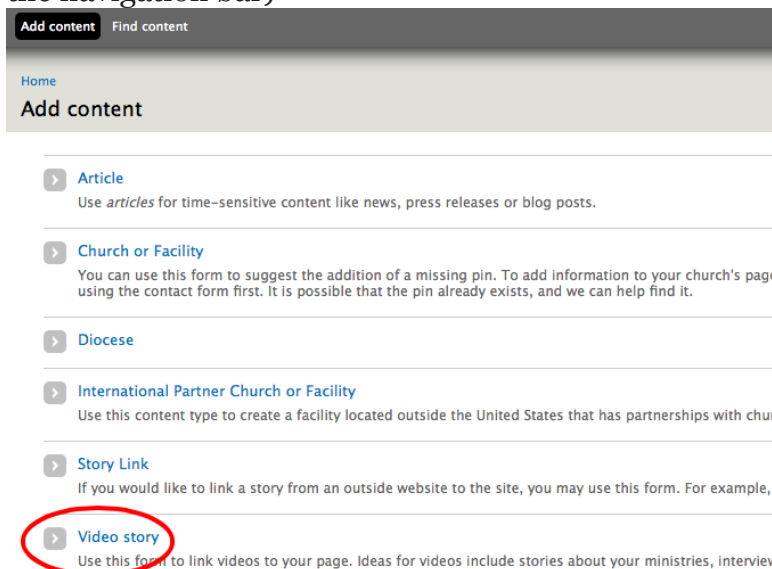 Add content Find content
Home
Add content
Article
Use articles for time-sensitive content like news, press releases or blog posts.
Church or Facility
You can use this form to suggest the addition of a missing pin. To add information to your church's page
using the contact form first. It is possible that the pin already exists, and we can help find it.
Diocese
International Partner Church or Facility
Use this content type to create a facility located outside the United States that has partnerships with
Story Link
If you would like to link a story from an outside website to the site, you may use this form. For example,
Video story
Use this form to link videos to your page. Ideas for videos include stories about your ministries,